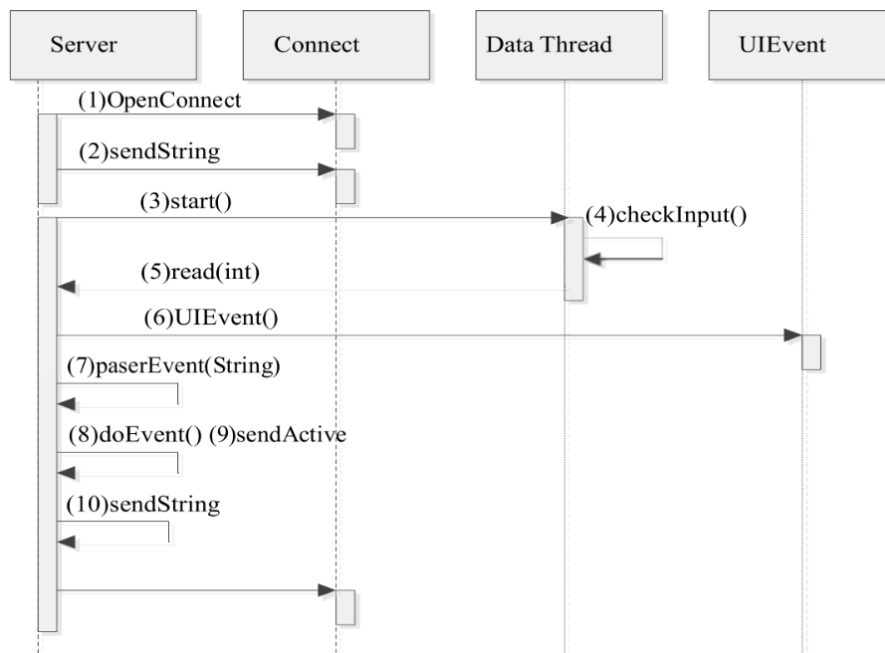 Server
Connect
Data Thread
UIEvent
(1)OpenConnect
(2)sendString
(3)start()
(4)checkInput()
(5)read(int)
(6)UIEvent()
(7)paserEvent(String)
(8)doEvent() (9)sendActive
(10)sendString